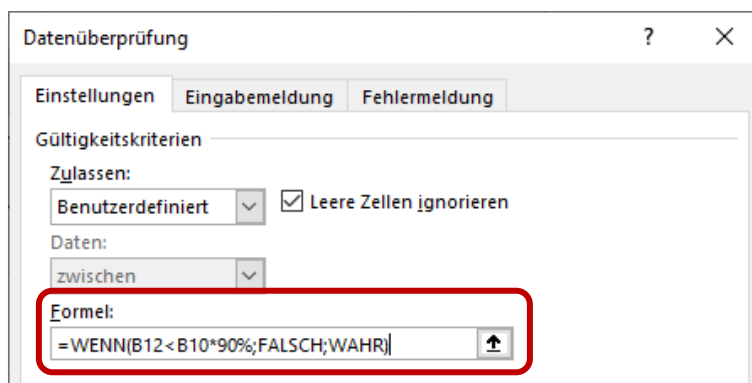 Datenüberprüfung ?
Einstellungen Eingabemeldung Fehlermeldung
Gültigkeitskriterien
Zulassen:
Benutzerdefiniert Leere Zellen ignorieren
Daten:
zwischen
Formel:
=WENN(B12<B10*90%;FALSCH;WAHR)